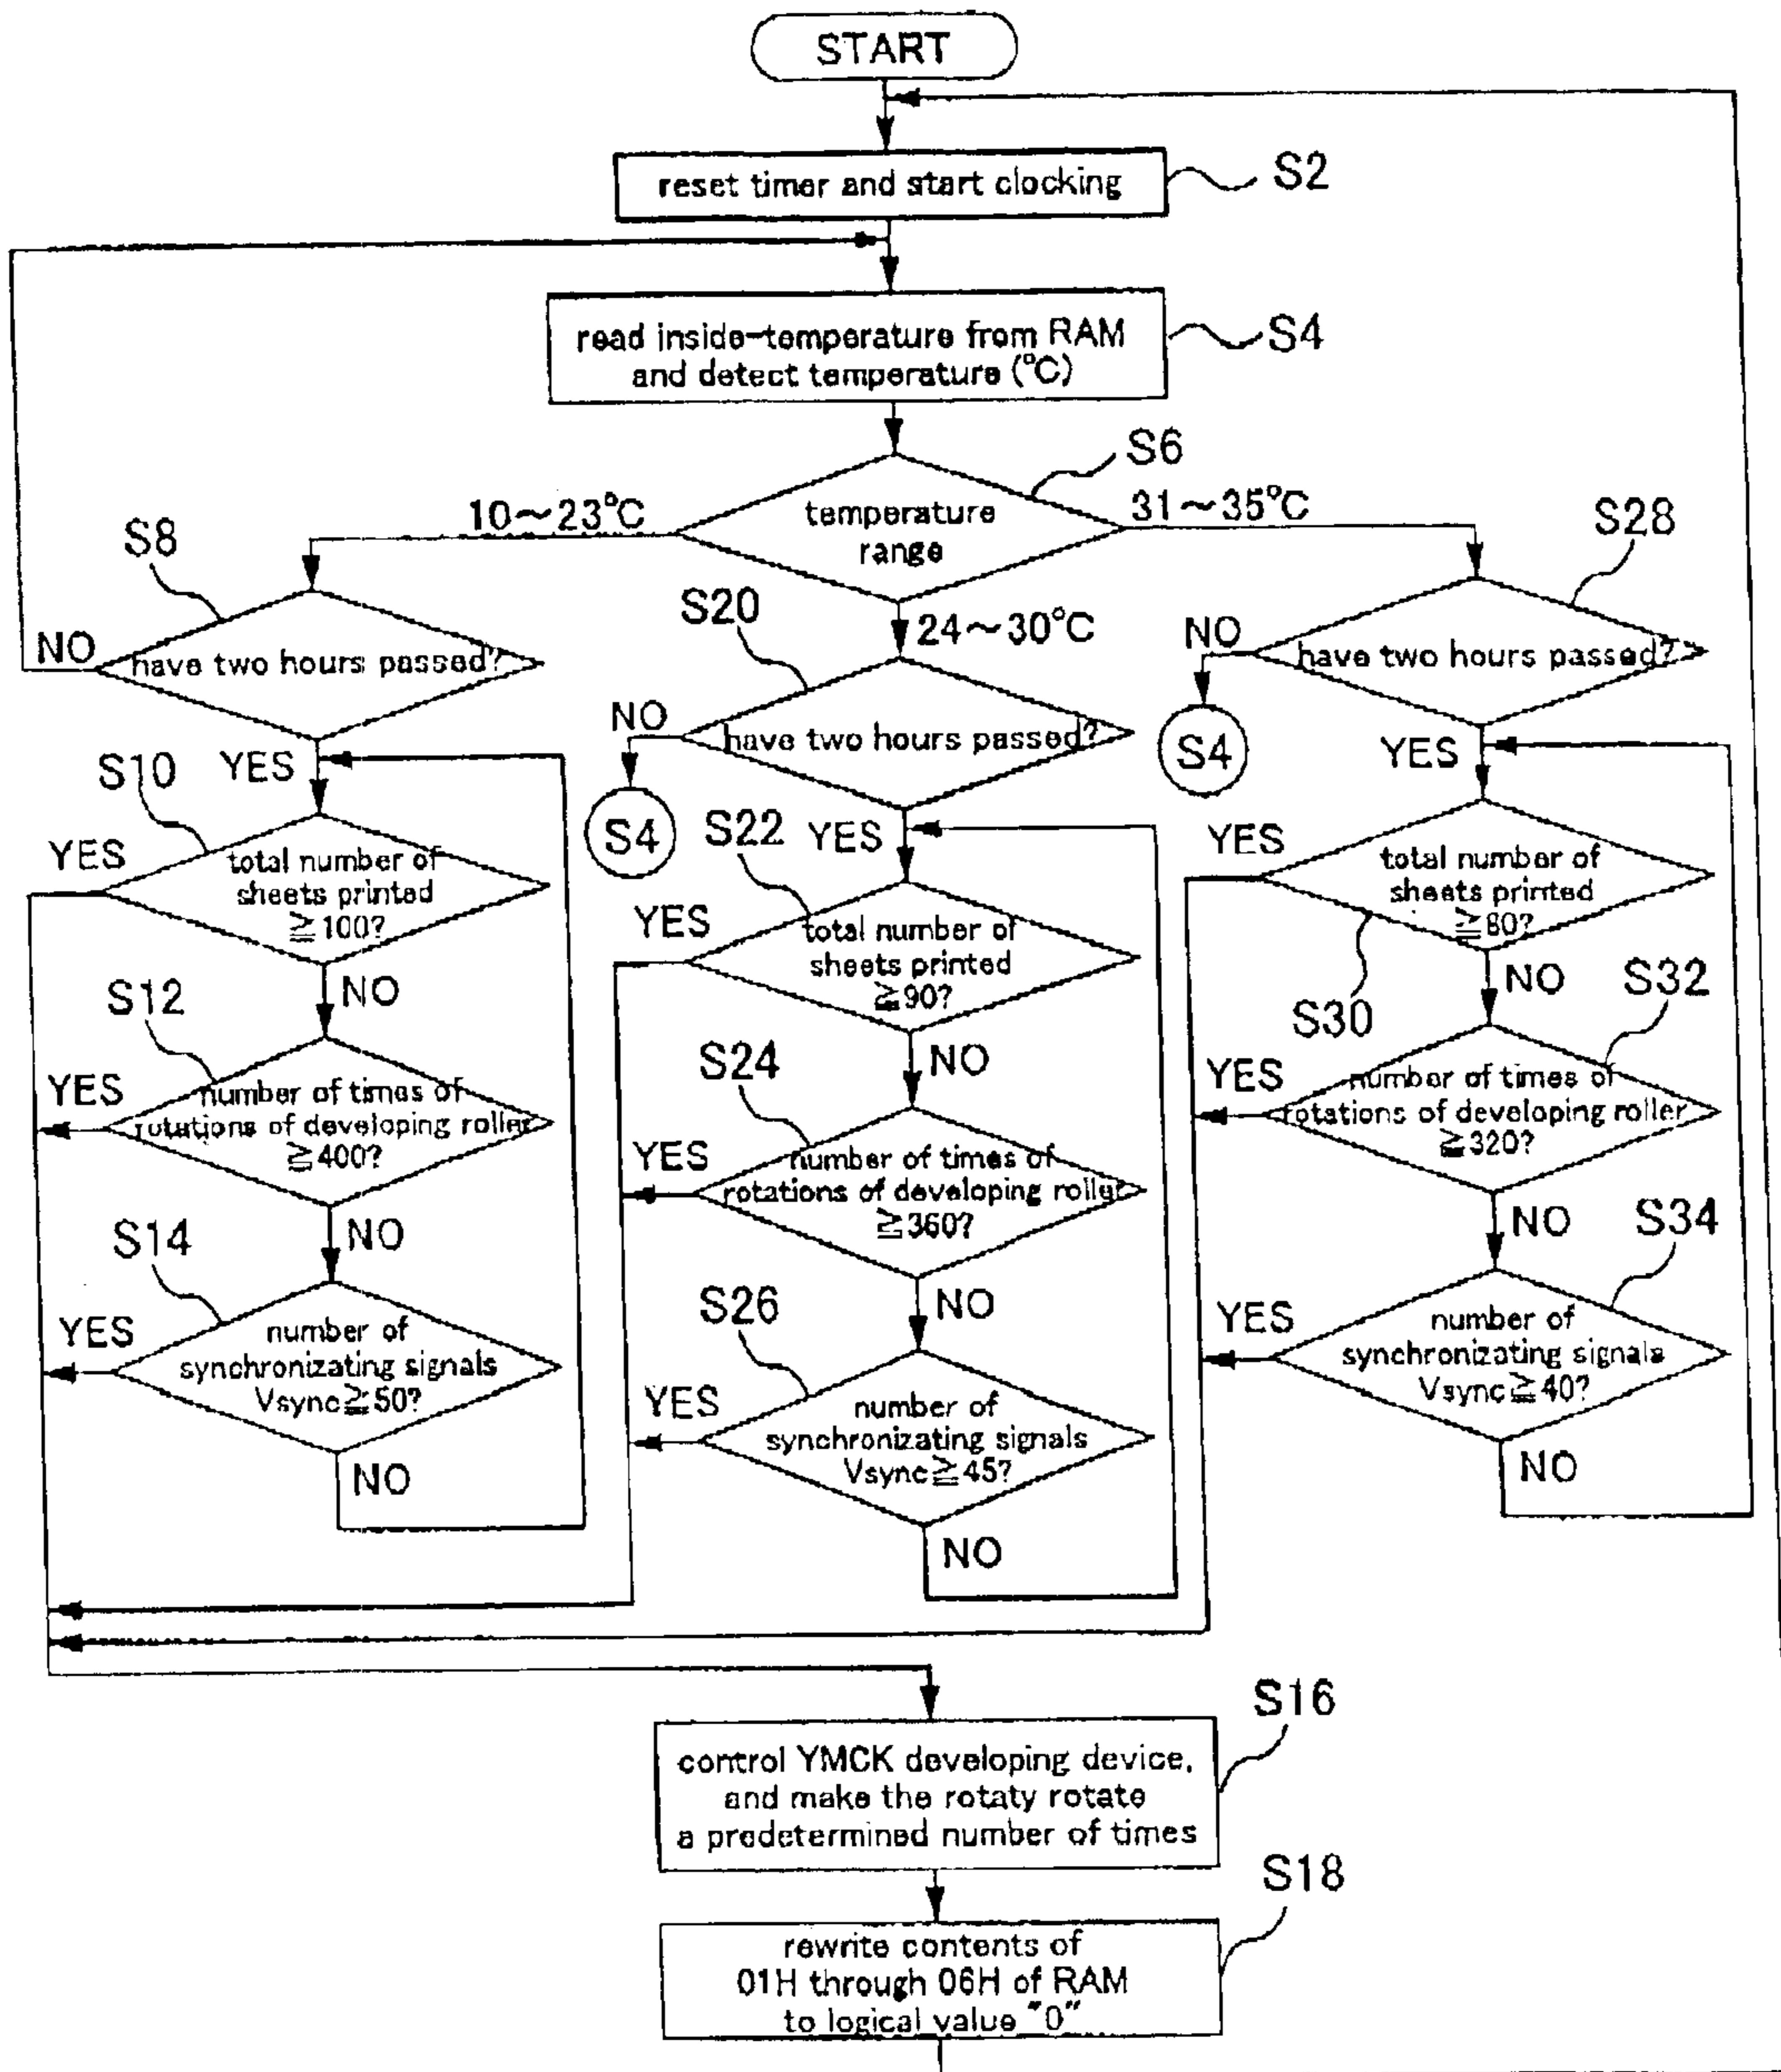 START
reset timer and start clocking
S2
read inside-temperature from RAM
and detect temperature (°C)
S4
S6
temperature
range
10~23°C
24~30°C
31~35°C
S8
have two hours passed?
NO
YES
S10
total number of
sheets printed
≧100?
YES
NO
S12
number of times of
rotations of developing roller
≧400?
YES
NO
S14
number of
synchronizating signals
Vsync≧50?
YES
NO
S20
have two hours passed?
NO
S4
YES
S22
total number of
sheets printed
≧90?
YES
NO
S24
number of times of
rotations of developing roller
≧360?
YES
NO
S26
number of
synchronizating signals
Vsync≧45?
YES
NO
S28
have two hours passed?
NO
S4
YES
total number of
sheets printed
≧80?
S30
YES
NO
S32
number of times of
rotations of developing roller
≧320?
YES
NO
S34
number of
synchronizating signals
Vsync≧40?
YES
NO
S16
control YMCK developing device,
and make the rotaty rotate
a predetermined number of times
S18
rewrite contents of
01H through 06H of RAM
to logical value "0"